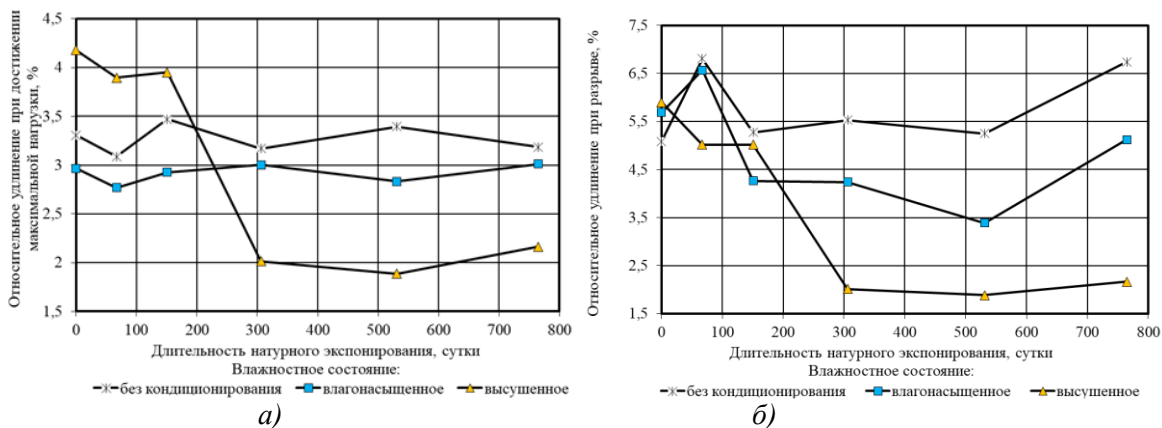 Относительное удлинение при достижении
максимальной нагрузки, %
4,5
4
3,5
3
2,5
2
1,5
0 100 200 300 400 500 600 700 800
Длительность натурного экспонирования, сутки
Влажностное состояние:
без кондиционирования влагонасыщенное высушенное
а)
Относительное удлинение при разрыве, %
7,5
6,5
5,5
4,5
3,5
2,5
1,5
0 100 200 300 400 500 600 700 800
Длительность натурного экспонирования, сутки
Влажностное состояние:
без кондиционирования влагонасыщенное высушенное
б)